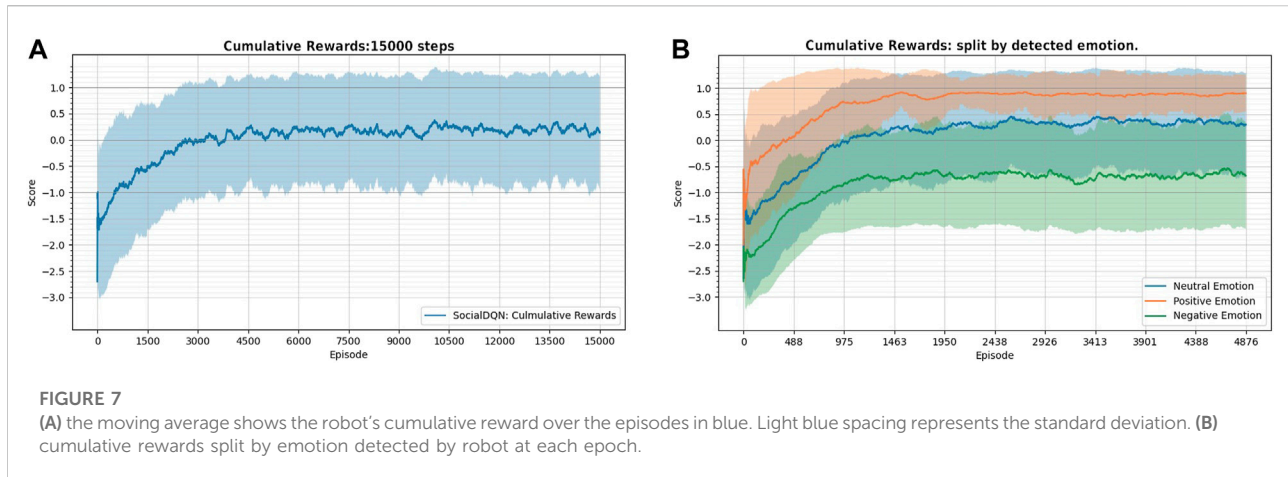 A
Cumulative Rewards:15000 steps
1.0
0.5
0.0
−0.5
−1.0
−1.5
−2.0
−2.5
−3.0
Score
0 1500 3000 4500 6000 7500 9000 10500 12000 13500 15000
Episode
SocialDQN: Culmulative Rewards
B
Cumulative Rewards: split by detected emotion.
1.0
0.5
0.0
−0.5
−1.0
−1.5
−2.0
−2.5
−3.0
Score
0 488 975 1463 1950 2438 2926 3413 3901 4388 4876
Episode
Neutral Emotion
Positive Emotion
Negative Emotion
FIGURE 7
(A) the moving average shows the robot’s cumulative reward over the episodes in blue. Light blue spacing represents the standard deviation. (B)
cumulative rewards split by emotion detected by robot at each epoch.